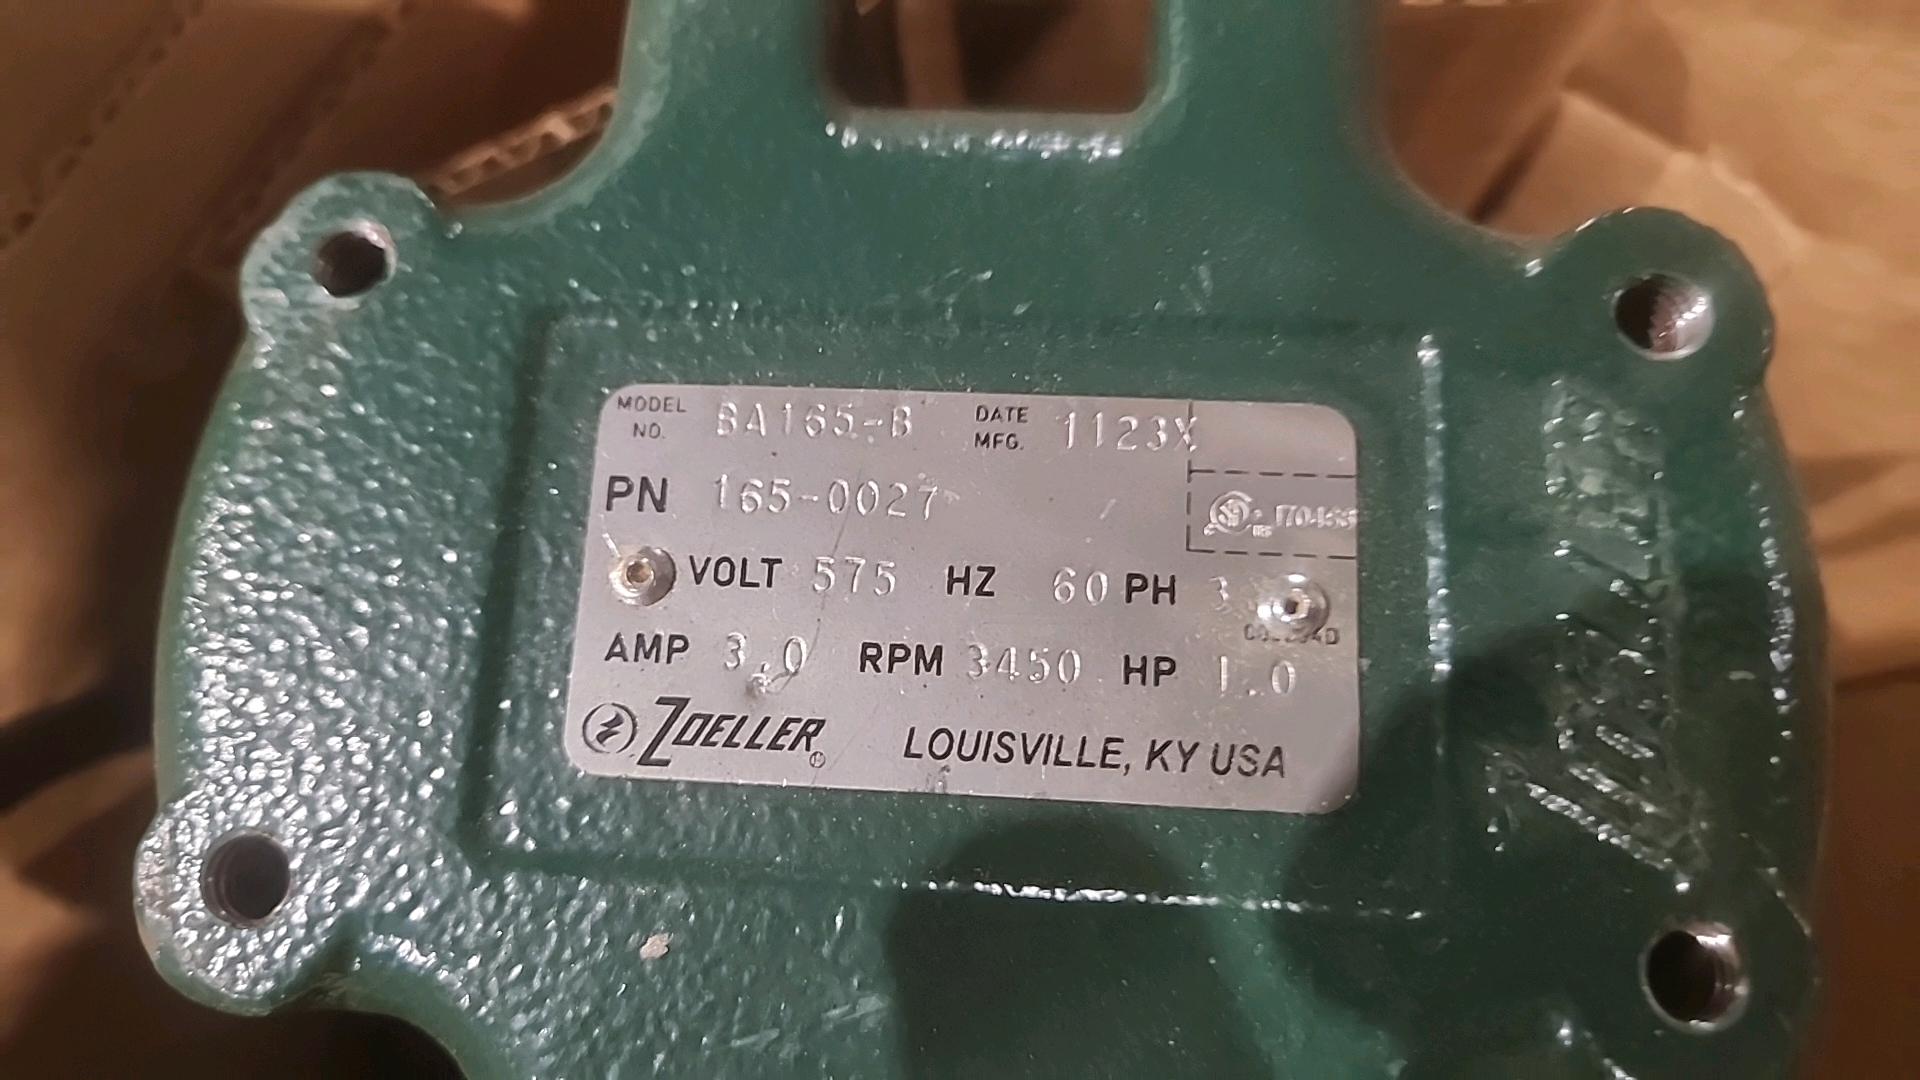 MODEL NO. BA165-B DATE MFG. 1123X
PN 165-0027
VOLT 575 HZ 60 PH 3
AMP 3.0 RPM 3450 HP 1.0
ZOELLER® LOUISVILLE, KY USA